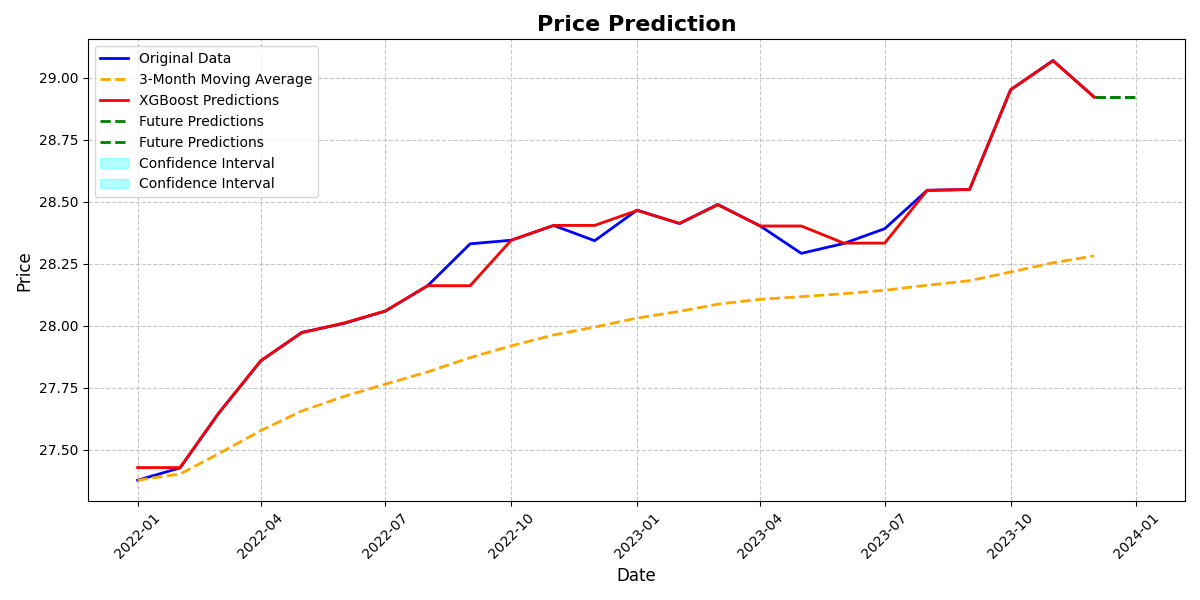 Price Prediction
Original Data
3-Month Moving Average
XGBoost Predictions
Future Predictions
Future Predictions
Confidence Interval
Confidence Interval
Price
29.00
28.75
28.50
28.25
28.00
27.75
27.50
2022-01
2022-04
2022-07
2022-10
2023-01
2023-04
2023-07
2023-10
2024-01
Date